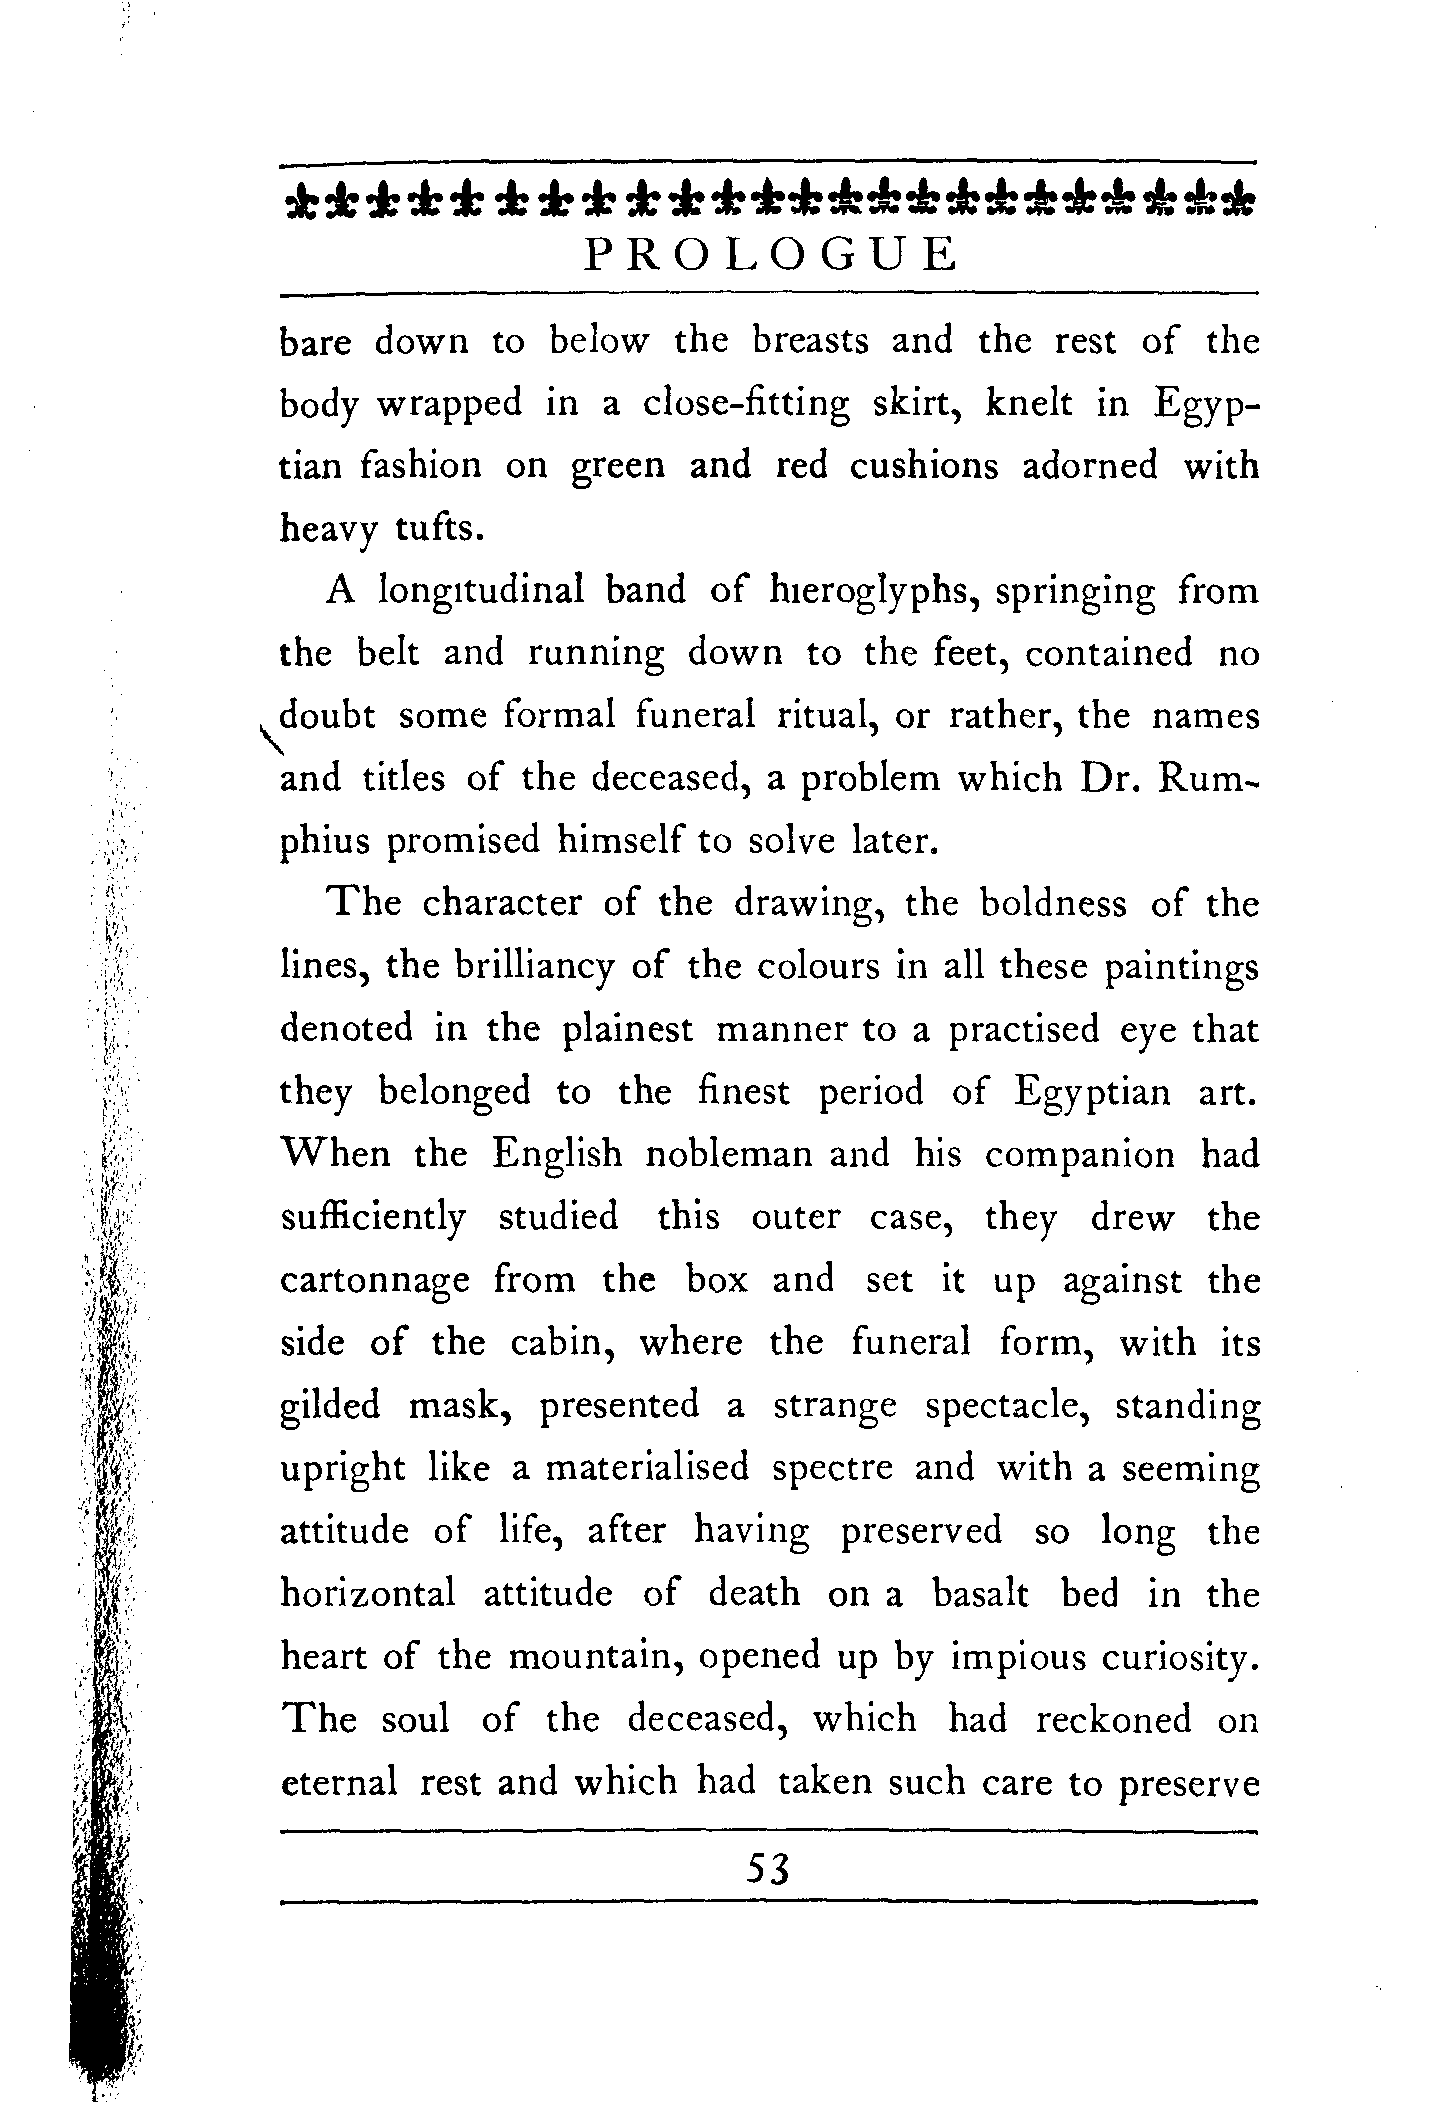 PROLOGUE
bare down to below the breasts and the rest of the
body wrapped in a close-fitting skirt, knelt in Egyp-
tian fashion on green and red cushions adorned with
heavy tufts.
A longitudinal band of hieroglyphs, springing from
the belt and running down to the feet, contained no
doubt some formal funeral ritual, or rather, the names
and titles of the deceased, a problem which Dr. Rum-
phius promised himself to solve later.
The character of the drawing, the boldness of the
lines, the brilliancy of the colours in all these paintings
denoted in the plainest manner to a practised eye that
they belonged to the finest period of Egyptian art.
When the English nobleman and his companion had
sufficiently studied this outer case, they drew the
cartonnage from the box and set it up against the
side of the cabin, where the funeral form, with its
gilded mask, presented a strange spectacle, standing
upright like a materialised spectre and with a seeming
attitude of life, after having preserved so long the
horizontal attitude of death on a basalt bed in the
heart of the mountain, opened up by impious curiosity.
The soul of the deceased, which had reckoned on
eternal rest and which had taken such care to preserve
53